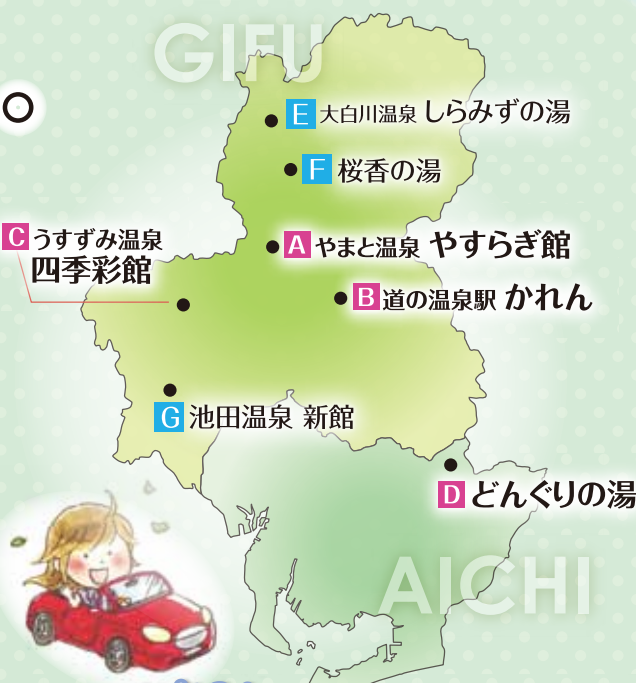 GIFU
E 大白川温泉 しらみずの湯
F 桜香の湯
C うすずみ温泉
四季彩館
A やまと温泉 やすらぎ館
B 道の温泉駅 かれん
G 池田温泉 新館
D どんぐりの湯
AICHI